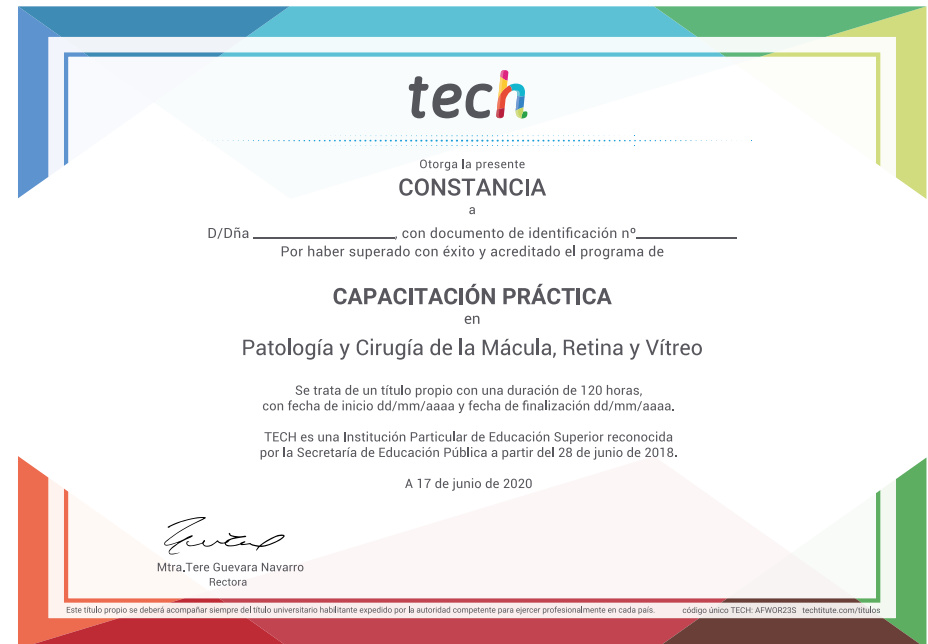 tech
Otorga la presente
CONSTANCIA
a
D/Dña ____________________, con documento de identificación nº______________
Por haber superado con éxito y acreditado el programa de
CAPACITACIÓN PRÁCTICA
en
Patología y Cirugía de la Mácula, Retina y Vítreo
Se trata de un título propio con una duración de 120 horas,
con fecha de inicio dd/mm/aaaa y fecha de finalización dd/mm/aaaa.
TECH es una Institución Particular de Educación Superior reconocida
por la Secretaría de Educación Pública a partir del 28 de junio de 2018.
A 17 de junio de 2020
Mtra.Tere Guevara Navarro
Rectora
Este título propio se deberá acompañar siempre del título universitario habilitante expedido por la autoridad competente para ejercer profesionalmente en cada país. código único TECH: AFWOR23S techtitute.com/titulos